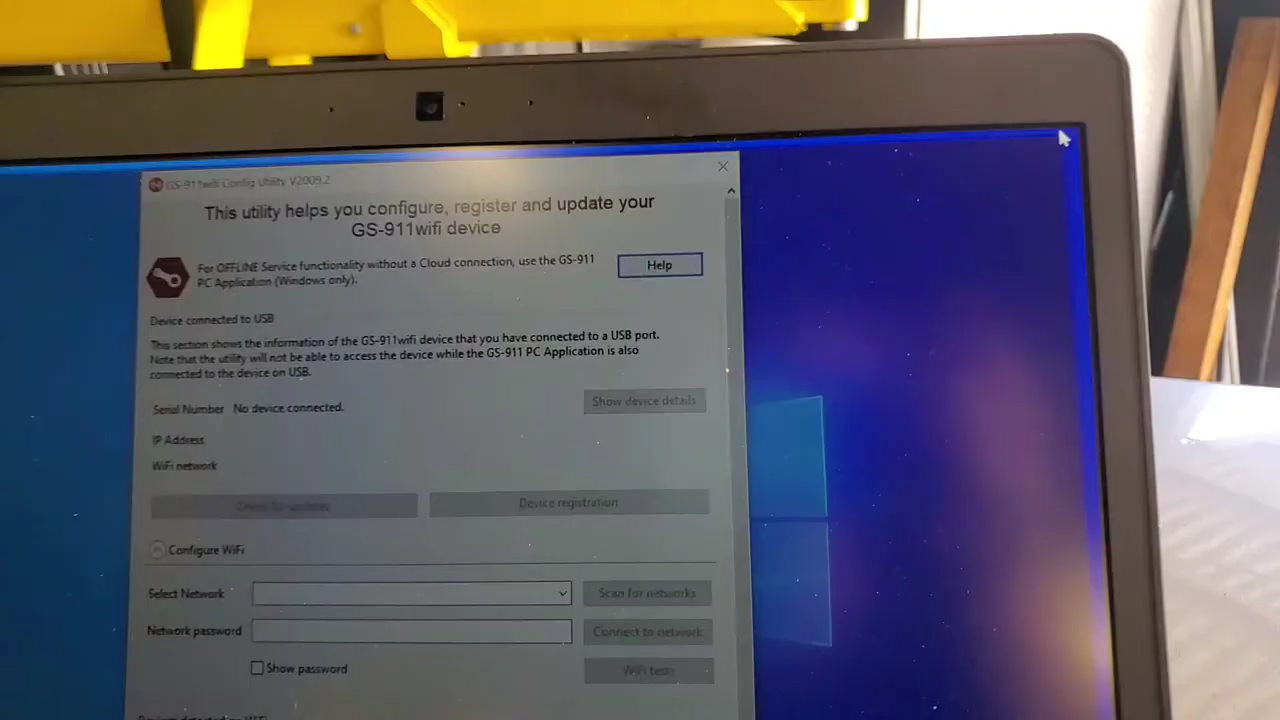 GS-911wifi Config Utility V2009.2
This utility helps you configure, register and update your
GS-911wifi device
For OFFLINE Service functionality without a Cloud connection, use the GS-911
PC Application (Windows only).
Help
Device connected to USB
This section shows the information of the GS-911wifi device that you have connected to a USB port.
Note that the utility will not be able to access the device while the GS-911 PC Application is also
connected to the device on USB.
Serial Number No device connected.
Show device details
IP Address
WiFi network
Check for updates
Device registration
Configure WiFi
Select Network
Scan for networks
Network password
Connect to network
Show password
WiFi tests